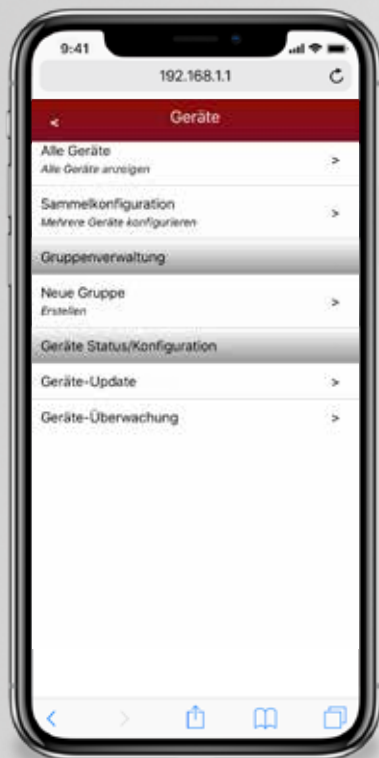 9:41
192.168.1.1
Geräte
Alle Geräte
Alle Geräte anzeigen
Sammelkonfiguration
Mehrere Geräte konfigurieren
Gruppenverwaltung
Neue Gruppe
Erstellen
Geräte Status/Konfiguration
Geräte-Update
Geräte-Überwachung